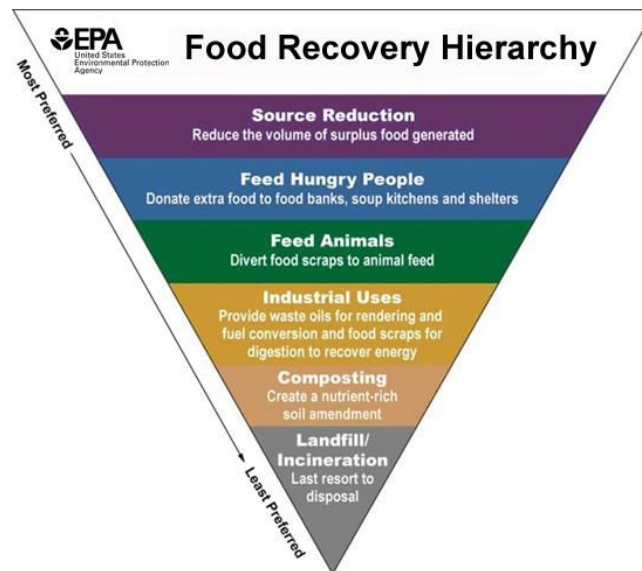 EPA
United States
Environmental Protection
Agency
Food Recovery Hierarchy
Most Preferred
Source Reduction
Reduce the volume of surplus food generated
Feed Hungry People
Donate extra food to food banks, soup kitchens and shelters
Feed Animals
Divert food scraps to animal feed
Industrial Uses
Provide waste oils for rendering and
fuel conversion and food scraps for
digestion to recover energy
Composting
Create a nutrient-rich
soil amendment
Landfill/
Incineration
Last resort to
disposal
Least Preferred